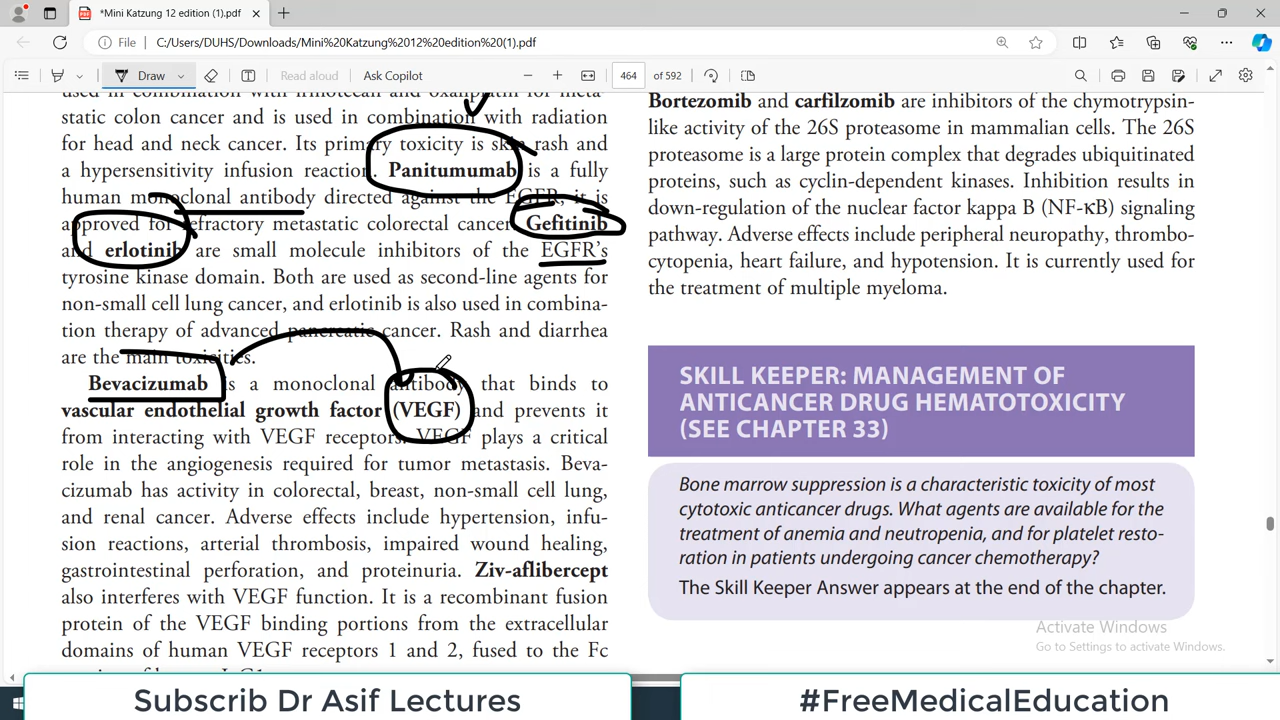 *Mini Katzung 12 edition (1).pdf
File
C:/Users/DUHS/Downloads/Mini%20Katzung%2012%20edition%20(1).pdf
Draw
Read aloud
Ask Copilot
464 of 592
used in combination with irinotecan and oxaliplatin for meta-
static colon cancer and is used in combination with radiation
for head and neck cancer. Its primary toxicity is skin rash and
a hypersensitivity infusion reaction. Panitumumab is a fully
human monoclonal antibody directed against the EGFR, it is
approved for refractory metastatic colorectal cancer. Gefitinib
and erlotinib are small molecule inhibitors of the EGFR's
tyrosine kinase domain. Both are used as second-line agents for
non-small cell lung cancer, and erlotinib is also used in combina-
tion therapy of advanced pancreatic cancer. Rash and diarrhea
are the main toxicities.
Bevacizumab is a monoclonal antibody that binds to
vascular endothelial growth factor (VEGF) and prevents it
from interacting with VEGF receptors. VEGF plays a critical
role in the angiogenesis required for tumor metastasis. Beva-
cizumab has activity in colorectal, breast, non-small cell lung,
and renal cancer. Adverse effects include hypertension, infu-
sion reactions, arterial thrombosis, impaired wound healing,
gastrointestinal perforation, and proteinuria. Ziv-aflibercept
also interferes with VEGF function. It is a recombinant fusion
protein of the VEGF binding portions from the extracellular
domains of human VEGF receptors 1 and 2, fused to the Fc
Bortezomib and carfilzomib are inhibitors of the chymotrypsin-
like activity of the 26S proteasome in mammalian cells. The 26S
proteasome is a large protein complex that degrades ubiquitinated
proteins, such as cyclin-dependent kinases. Inhibition results in
down-regulation of the nuclear factor kappa B (NF-κB) signaling
pathway. Adverse effects include peripheral neuropathy, thrombo-
cytopenia, heart failure, and hypotension. It is currently used for
the treatment of multiple myeloma.
SKILL KEEPER: MANAGEMENT OF
ANTICANCER DRUG HEMATOTOXICITY
(SEE CHAPTER 33)
Bone marrow suppression is a characteristic toxicity of most
cytotoxic anticancer drugs. What agents are available for the
treatment of anemia and neutropenia, and for platelet resto-
ration in patients undergoing cancer chemotherapy?
The Skill Keeper Answer appears at the end of the chapter.
Activate Windows
Go to Settings to activate Windows.
Subscrib Dr Asif Lectures
#FreeMedicalEducation